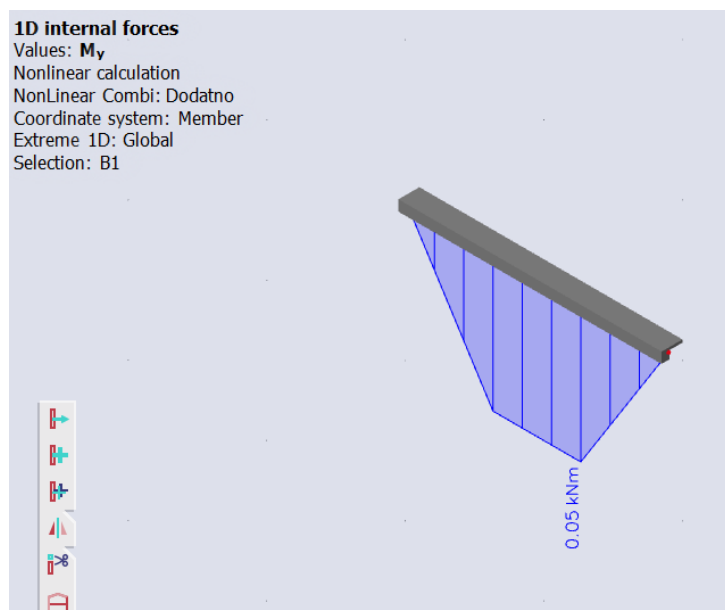 1D internal forces
Values: My
Nonlinear calculation
NonLinear Combi: Dodatno
Coordinate system: Member
Extreme 1D: Global
Selection: B1
0.05 kNm